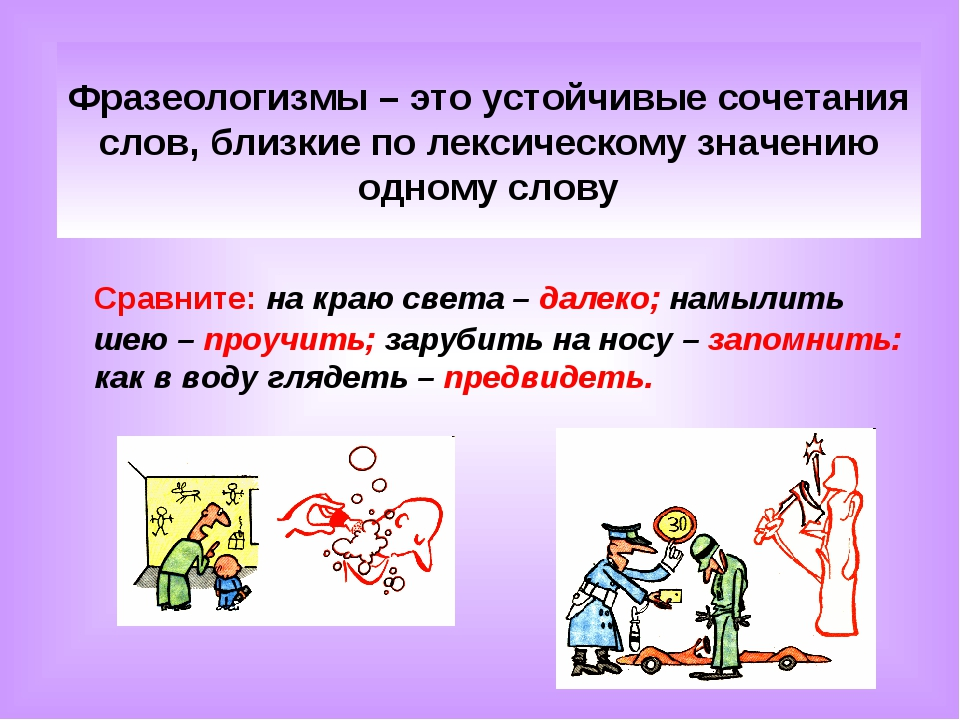 Фразеологизмы – это устойчивые сочетания
слов, близкие по лексическому значению
одному слову
Сравните: на краю света – далеко; намылить
шею – проучить; зарубить на носу – запомнить:
как в воду глядеть – предвидеть.
30